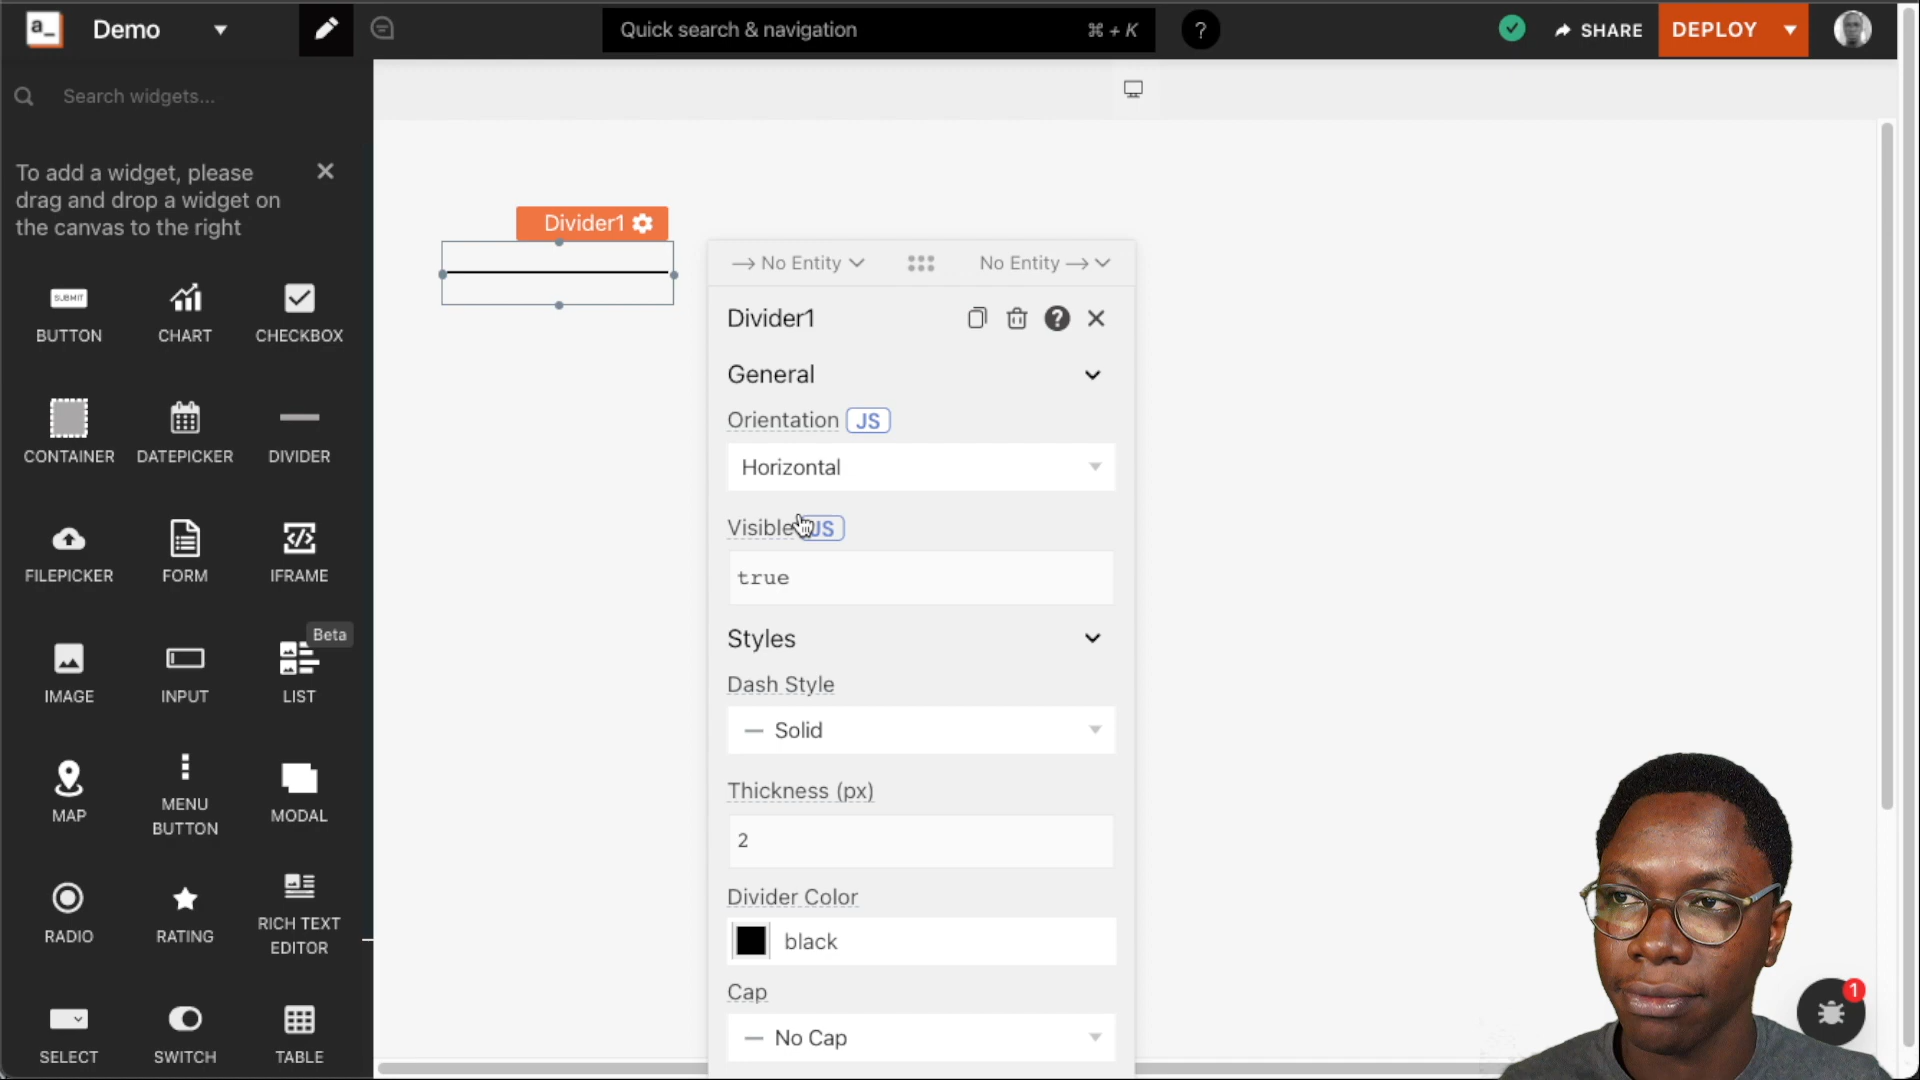 a_
Demo
Quick search & navigation
⌘ + K
?
SHARE
DEPLOY
Search widgets...
To add a widget, please
drag and drop a widget on
the canvas to the right
SUBMIT
BUTTON
CHART
CHECKBOX
CONTAINER
DATEPICKER
DIVIDER
FILEPICKER
FORM
IFRAME
Beta
IMAGE
INPUT
LIST
MAP
MENU
BUTTON
MODAL
RADIO
RATING
RICH TEXT
EDITOR
SELECT
SWITCH
TABLE
Divider1
No Entity
No Entity
Divider1
?
General
Orientation JS
Horizontal
Visible JS
true
Styles
Dash Style
Solid
Thickness (px)
2
Divider Color
black
Cap
No Cap
1